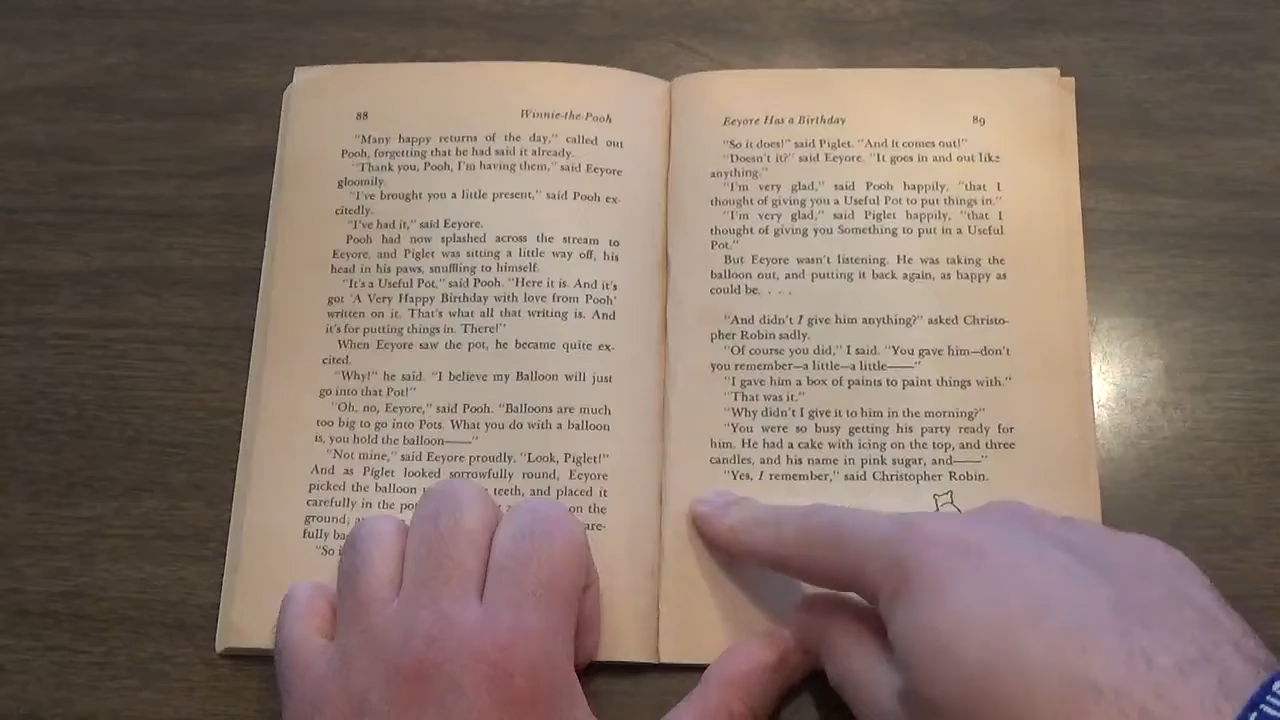 88 Winnie-the-Pooh
"Many happy returns of the day," called out
Pooh, forgetting that he had said it already.
"Thank you, Pooh, I'm having them," said Eeyore
gloomily.
"I've brought you a little present," said Pooh ex-
citedly.
"I've had it," said Eeyore.
Pooh had now splashed across the stream to
Eeyore, and Piglet was sitting a little way off, his
head in his paws, snuffling to himself.
"It's a Useful Pot," said Pooh. "Here it is. And it's
got 'A Very Happy Birthday with love from Pooh'
written on it. That's what all that writing is. And
it's for putting things in. There!"
When Eeyore saw the pot, he became quite ex-
cited.
"Why!" he said. "I believe my Balloon will just
go into that Pot!"
"Oh, no, Eeyore," said Pooh. "Balloons are much
too big to go into Pots. What you do with a balloon
is, you hold the balloon——"
"Not mine," said Eeyore proudly. "Look, Piglet!"
And as Piglet looked sorrowfully round, Eeyore
picked the balloon teeth, and placed it
carefully in the on the
ground;
fully
"So
Eeyore Has a Birthday 89
"So it does!" said Piglet. "And it comes out!"
"Doesn't it?" said Eeyore. "It goes in and out like
anything."
"I'm very glad," said Pooh happily, "that I
thought of giving you a Useful Pot to put things in."
"I'm very glad," said Piglet happily, "that I
thought of giving you Something to put in a Useful
Pot."
But Eeyore wasn't listening. He was taking the
balloon out, and putting it back again, as happy as
could be. . . .
"And didn't I give him anything?" asked Christo-
pher Robin sadly.
"Of course you did," I said. "You gave him—don't
you remember—a little—a little——"
"I gave him a box of paints to paint things with."
"That was it."
"Why didn't I give it to him in the morning?"
"You were so busy getting his party ready for
him. He had a cake with icing on the top, and three
candles, and his name in pink sugar, and——"
"Yes, I remember," said Christopher Robin.